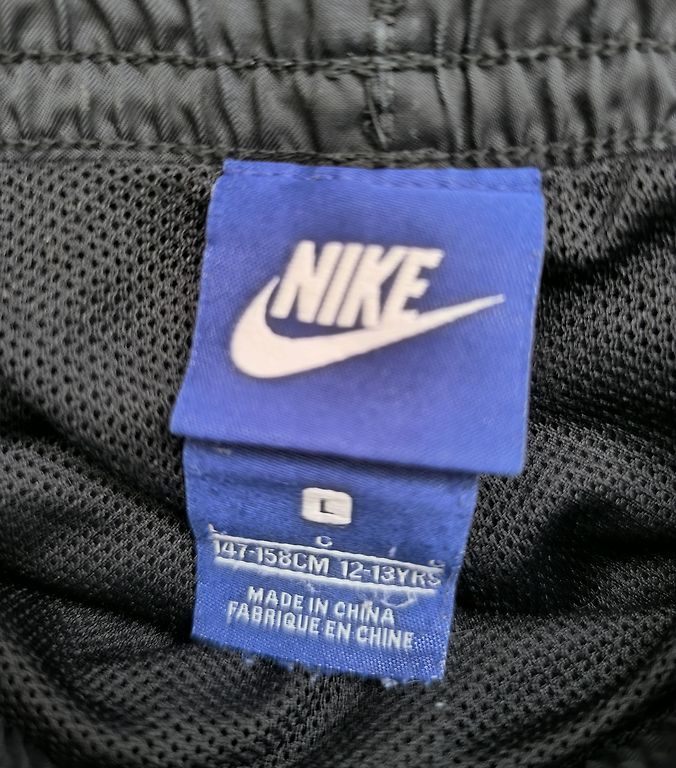 NIKE
L
147-158CM 12-13YRS
MADE IN CHINA
FABRIQUE EN CHINE